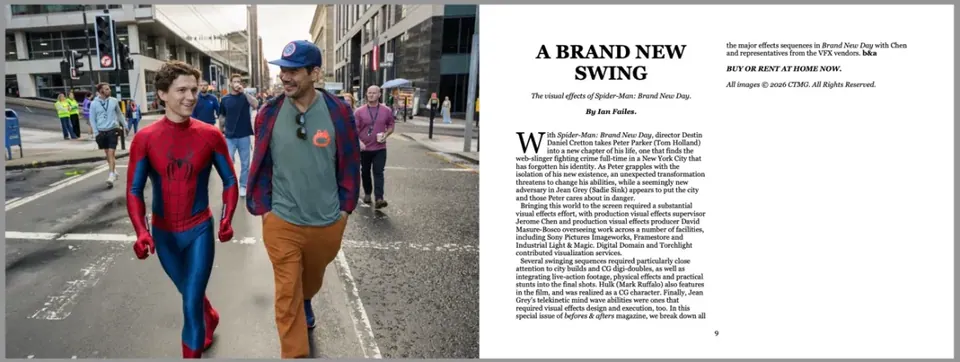 A BRAND NEW
SWING
The visual effects of Spider-Man: Brand New Day.
By Ian Failes.
With Spider-Man: Brand New Day, director Destin
Daniel Cretton takes Peter Parker (Tom Holland)
into a new chapter of his life, one that finds the
web-slinger fighting crime full-time in a New York City that
has forgotten his identity. As Peter grapples with the
isolation of his new existence, an unexpected transformation
threatens to change his abilities, while a seemingly new
adversary in Jean Grey (Sadie Sink) appears to put the city
and those Peter cares about in danger.
Bringing this world to the screen required a substantial
visual effects effort, with production visual effects supervisor
Jerome Chen and production visual effects producer David
Masure-Bosco overseeing work across a number of facilities,
including Sony Pictures Imageworks, Framestore and
Industrial Light & Magic. Digital Domain and Torchlight
contributed visualization services.
Several swinging sequences required particularly close
attention to city builds and CG digi-doubles, as well as
integrating live-action footage, physical effects and practical
stunts into the final shots. Hulk (Mark Ruffalo) also features
in the film, and was realized as a CG character. Finally, Jean
Grey's telekinetic mind wave abilities were ones that
required visual effects design and execution, too. In this
special issue of befores & afters magazine, we break down all
the major effects sequences in Brand New Day with Chen
and representatives from the VFX vendors. b&a
BUY OR RENT AT HOME NOW.
All images © 2026 CTMG. All Rights Reserved.
9